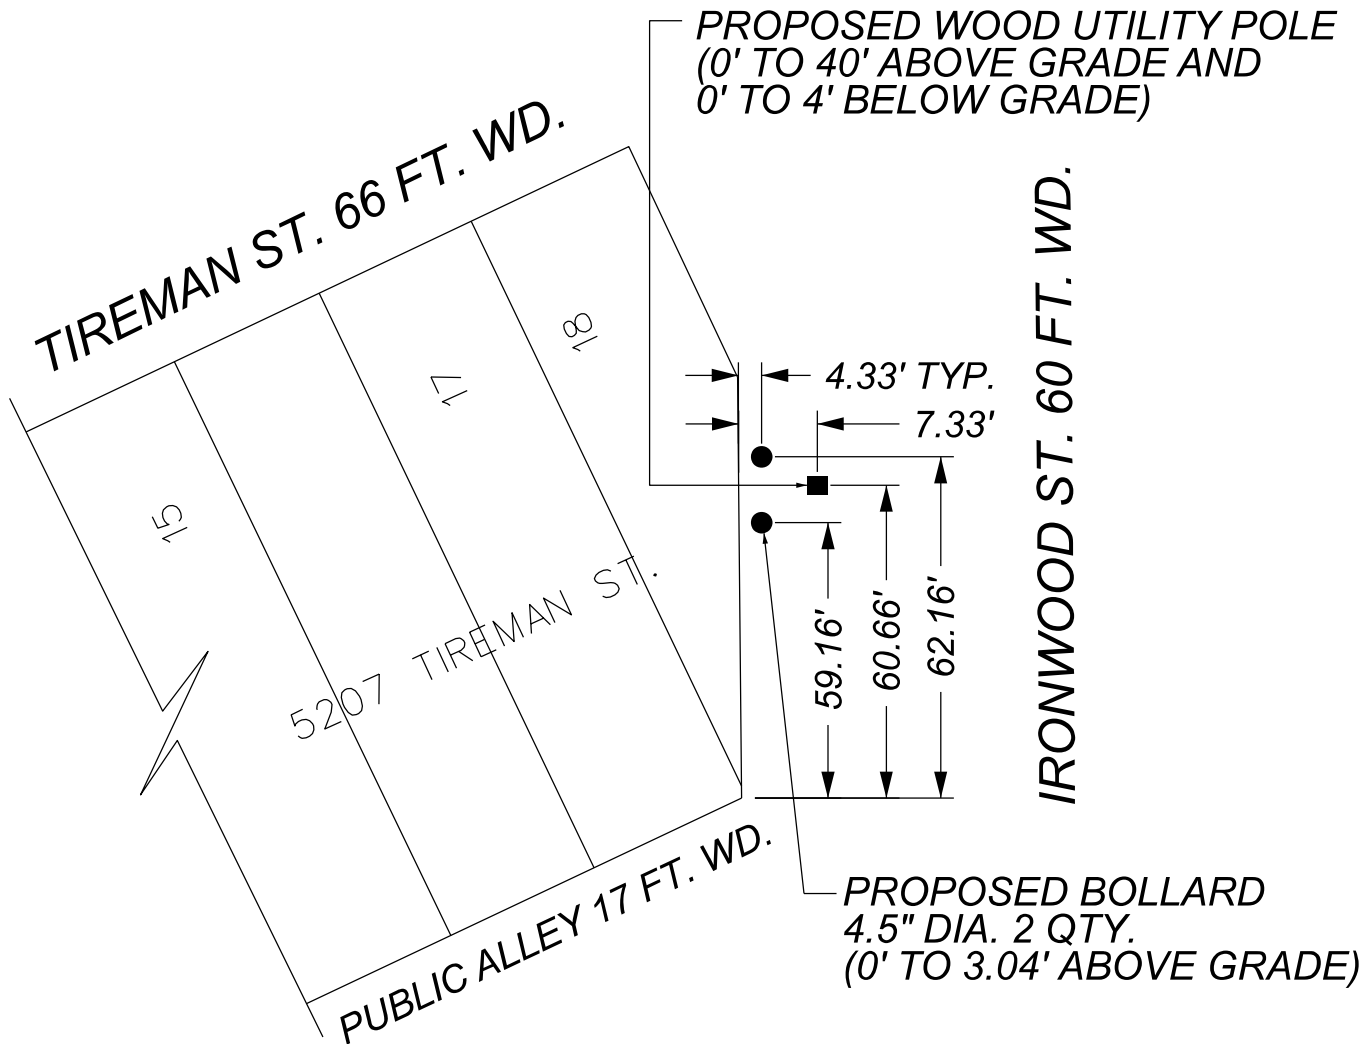 PROPOSED WOOD UTILITY POLE
(0' TO 40' ABOVE GRADE AND
0' TO 4' BELOW GRADE)
TIREMAN ST. 66 FT. WD.
IRONWOOD ST. 60 FT. WD.
18
17
15
4.33' TYP.
7.33'
5207 TIREMAN ST.
59.16'
60.66'
62.16'
PUBLIC ALLEY 17 FT. WD.
PROPOSED BOLLARD
4.5" DIA. 2 QTY.
(0' TO 3.04' ABOVE GRADE)